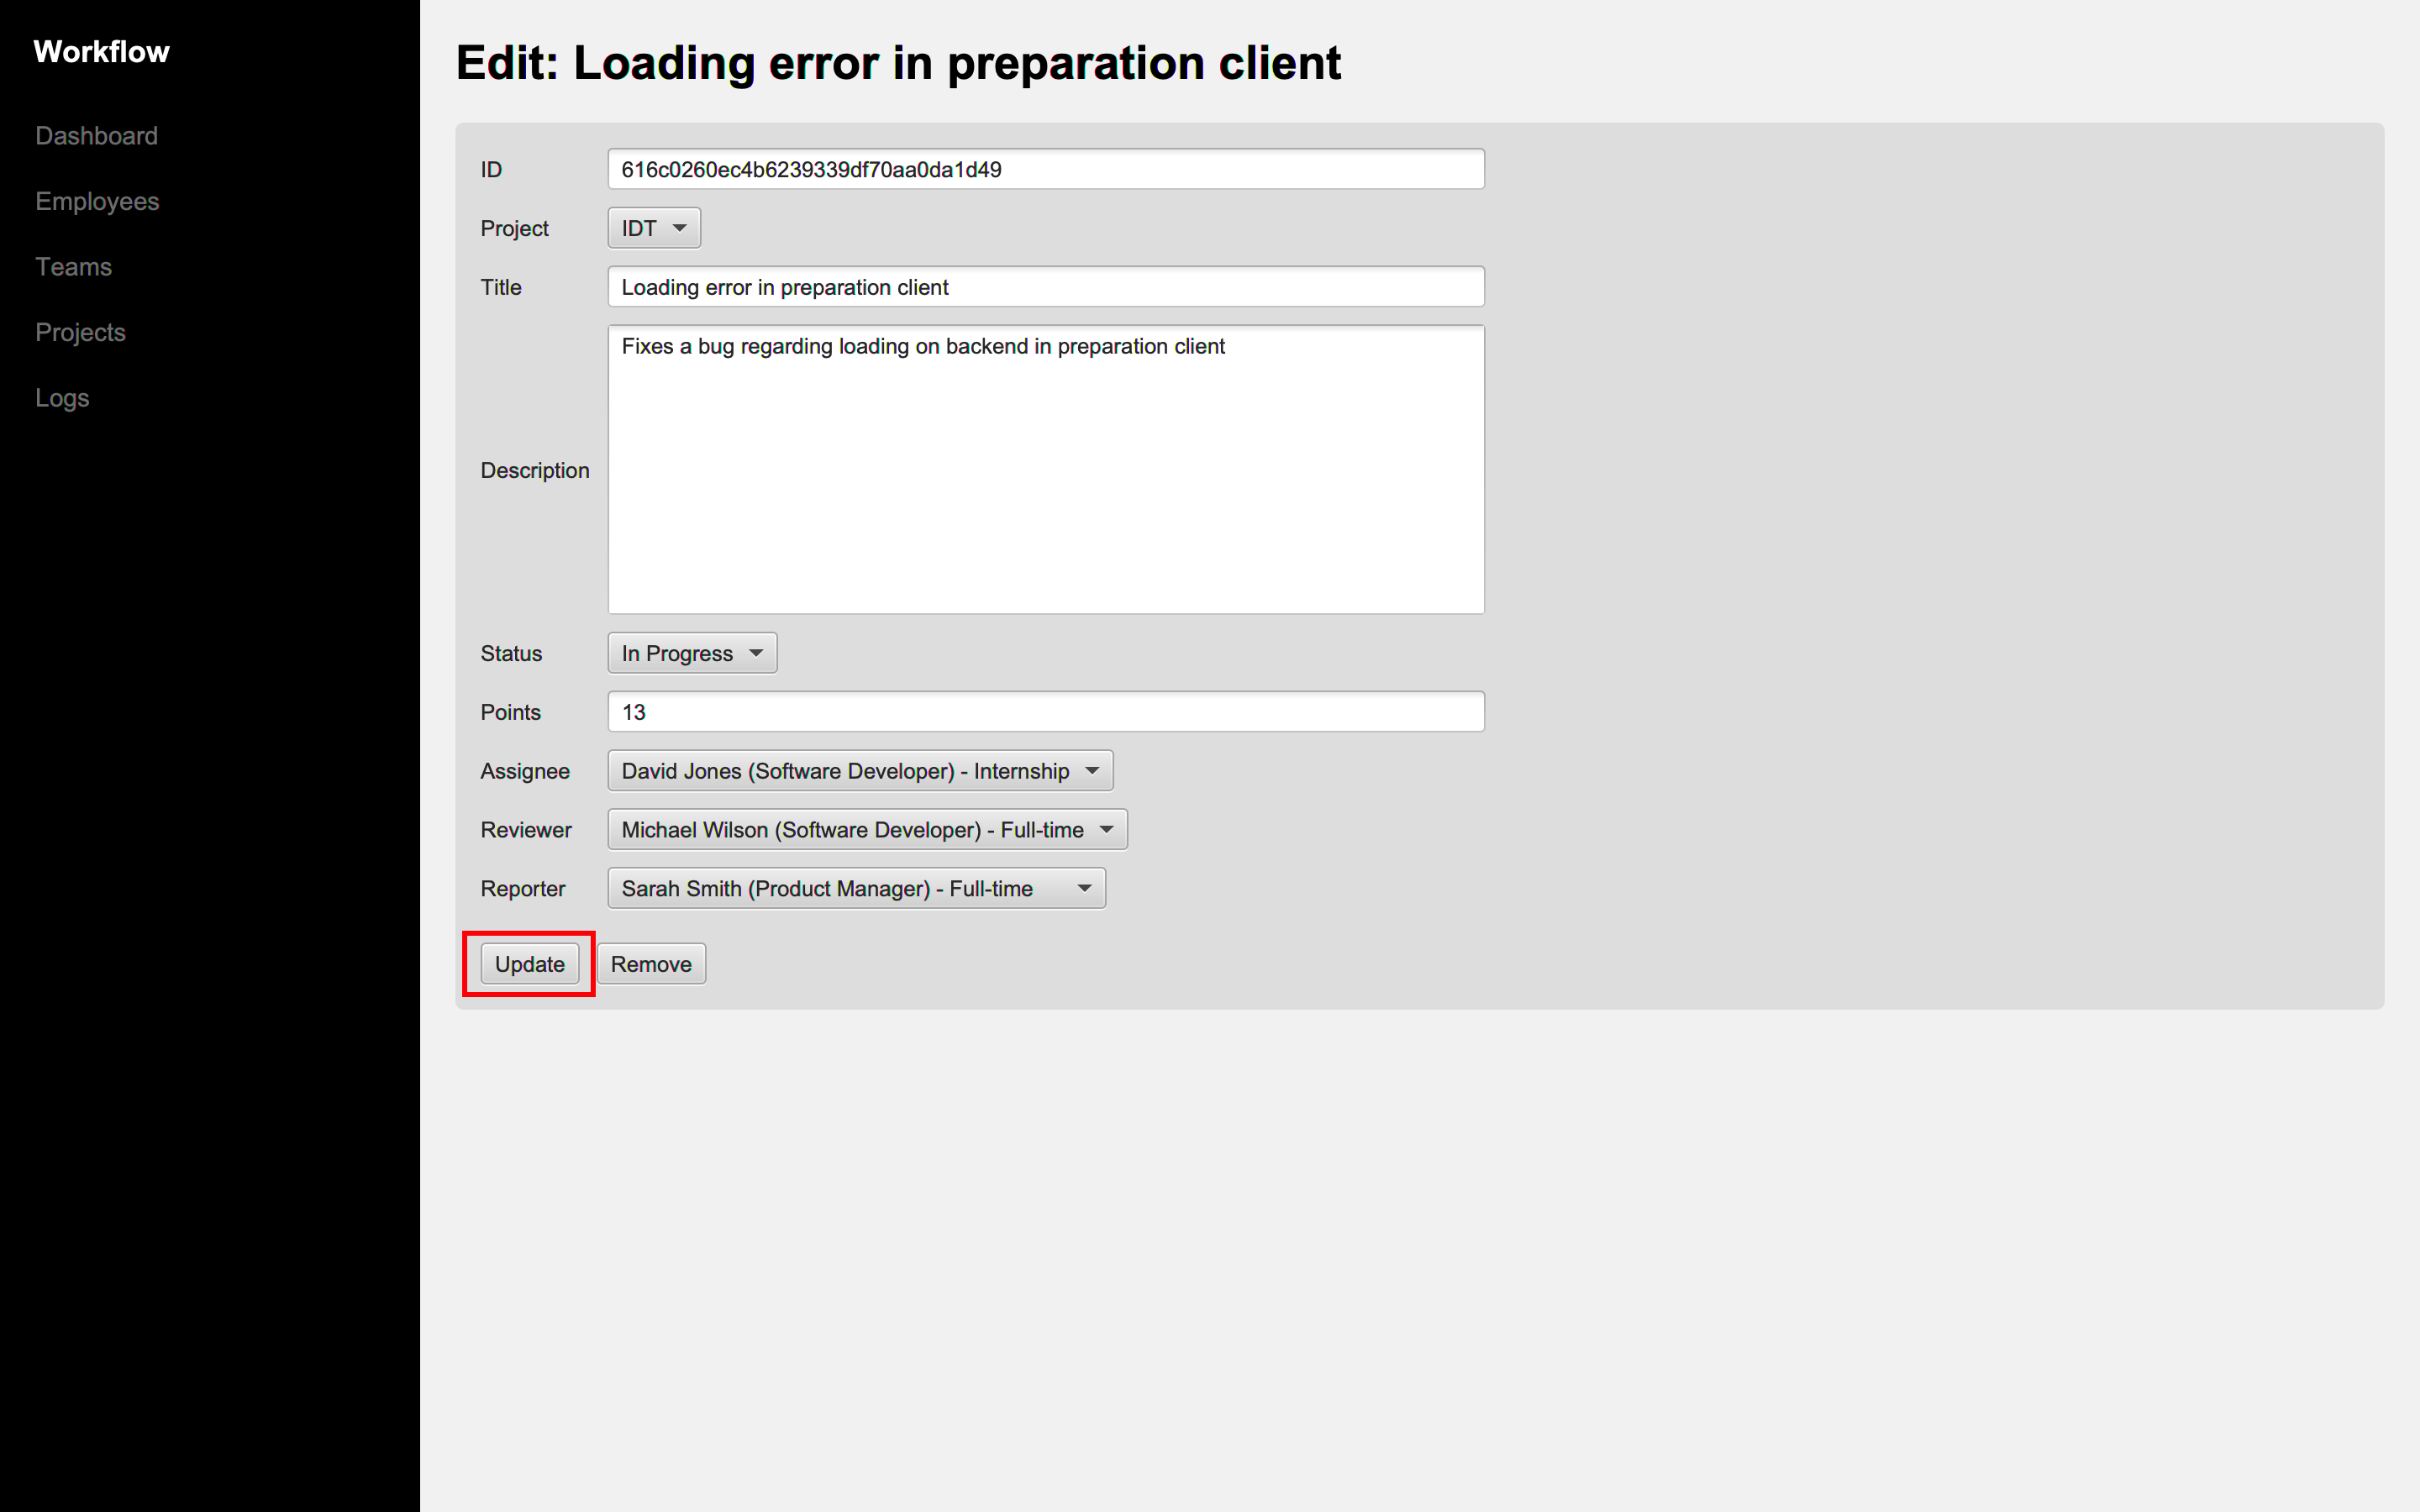 Workflow
Dashboard
Employees
Teams
Projects
Logs
Edit: Loading error in preparation client
ID 616c0260ec4b6239339df70aa0da1d49
Project IDT
Title Loading error in preparation client
Description Fixes a bug regarding loading on backend in preparation client
Status In Progress
Points 13
Assignee David Jones (Software Developer) - Internship
Reviewer Michael Wilson (Software Developer) - Full-time
Reporter Sarah Smith (Product Manager) - Full-time
Update Remove